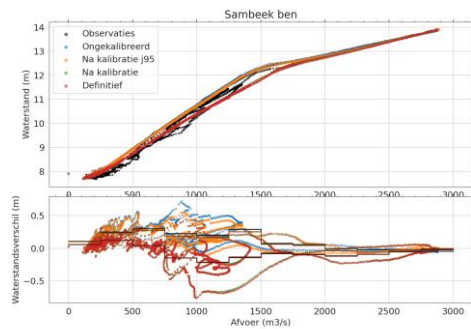 Sambeek ben
14
13
12
11
10
9
8
Waterstand (m)
Observaties
Ongekalibreerd
Na kalibratie j95
Na kalibratie
Definitief
0
500
1000
1500
2000
2500
3000
0.5
0.0
−0.5
Waterstandsverschil (m)
0
500
1000
1500
2000
2500
3000
Afvoer (m3/s)